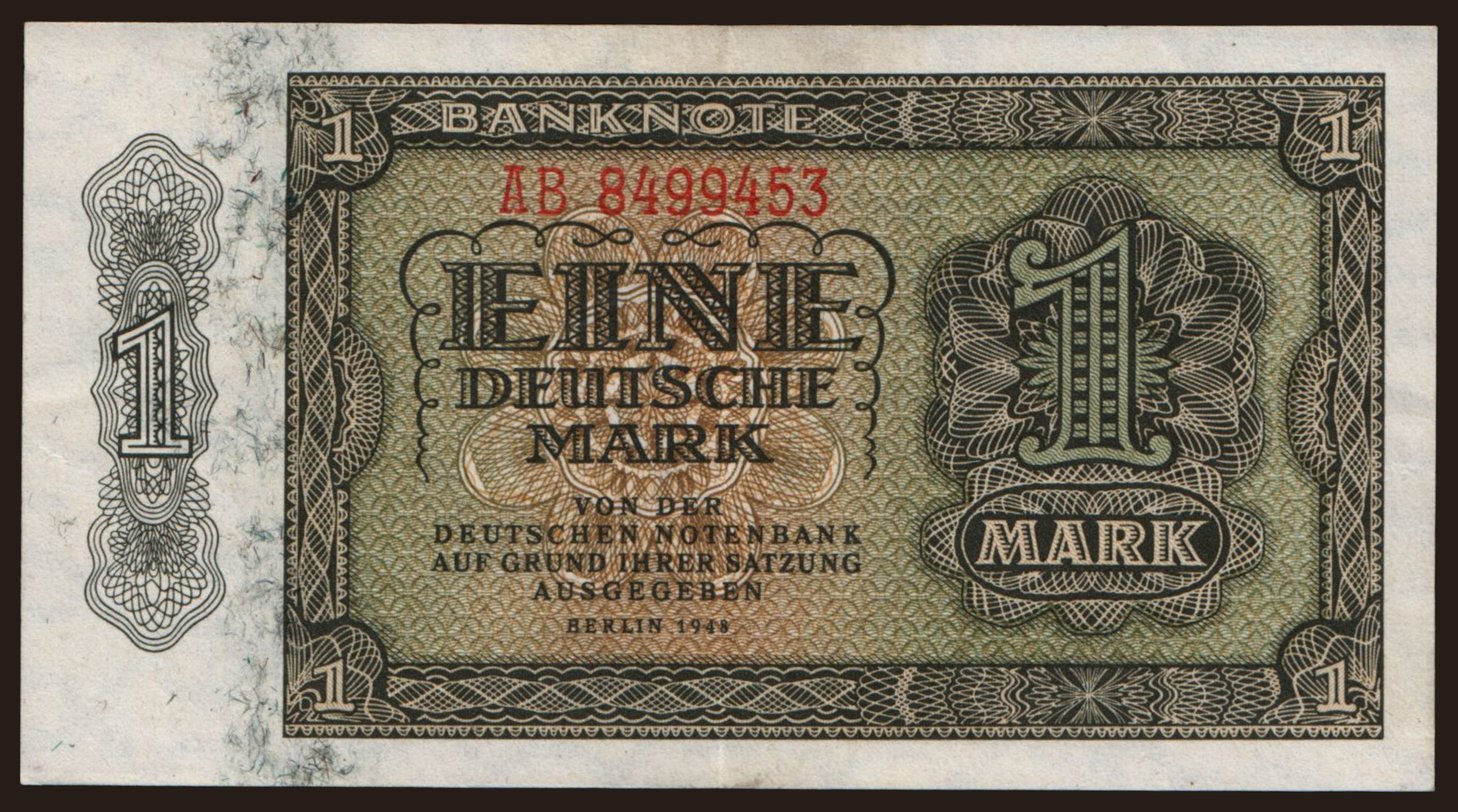 1 BANKNOTE 1
AB 8499453
EINE
DEUTSCHE
MARK
VON DER
DEUTSCHEN NOTENBANK
AUF GRUND IHRER SATZUNG
AUSGEGEBEN
BERLIN 1948
1
1
MARK
1 1